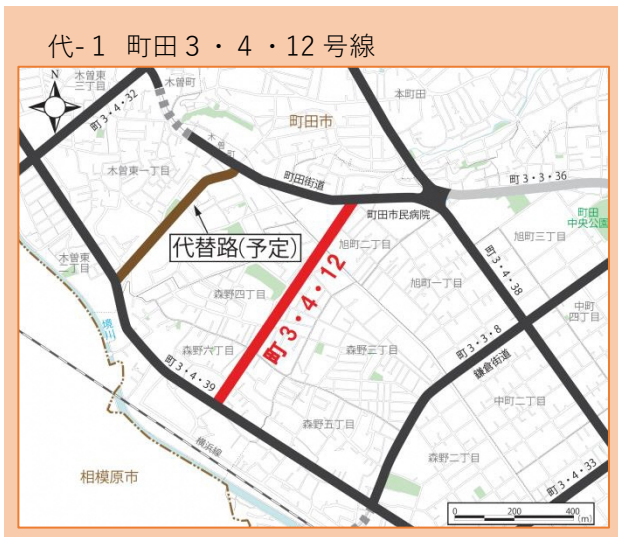 代-1 町田3・4・12号線
N
木曽東
三丁目
木曽町
本町田
町3・4・32
町田市
木曽町
木曽東一丁目
町田街道
町3・3・36
町田市民病院
町田
中央公園
代替路(予定)
旭町二丁目
旭町三丁目
木曽東
二丁目
町3・4・12
町3・4・38
旭町一丁目
森野四丁目
中町
四丁目
境川
森野六丁目
森野三丁目
町3・3・8
鎌倉街道
町3・4・39
中町二丁目
森野五丁目
横浜線
森野二丁目
相模原市
町3・4・33
0 200 400
(m)